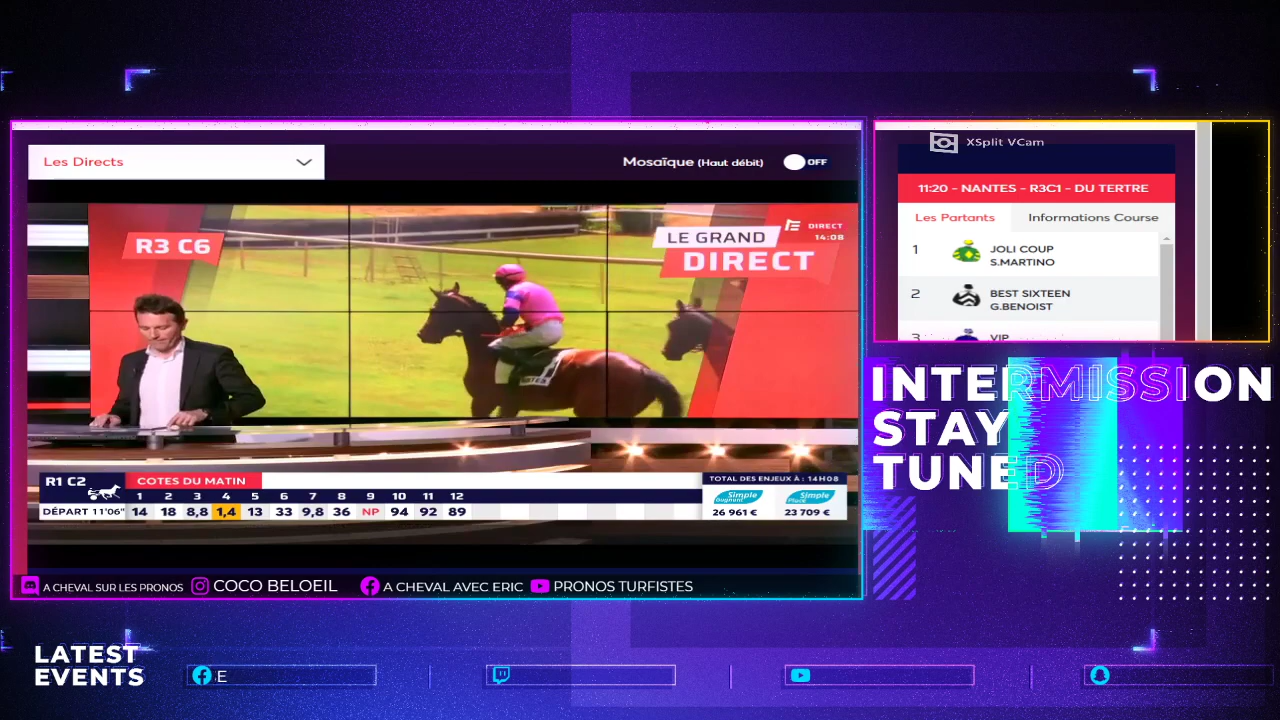 Les Directs
Mosaïque (Haut débit)
OFF
R3 C6
LE GRAND
DIRECT
DIRECT
14:08
R1 C2
COTES DU MATIN
1 2 3 4 5 6 7 8 9 10 11 12
DÉPART 11'06"
14 18 8,8 1,4 13 33 9,8 36 NP 94 92 89
TOTAL DES ENJEUX À : 14H08
Simple Gagnant
Simple Placé
26 961 € 23 709 €
A CHEVAL SUR LES PRONOS COCO BELOEIL A CHEVAL AVEC ERIC PRONOS TURFISTES
XSplit VCam
11:20 - NANTES - R3C1 - DU TERTRE
Les Partants Informations Course
1 JOLI COUP
S.MARTINO
2 BEST SIXTEEN
G.BENOIST
3 VIP
INTERMISSION
STAY
TUNED
LATEST
EVENTS
E